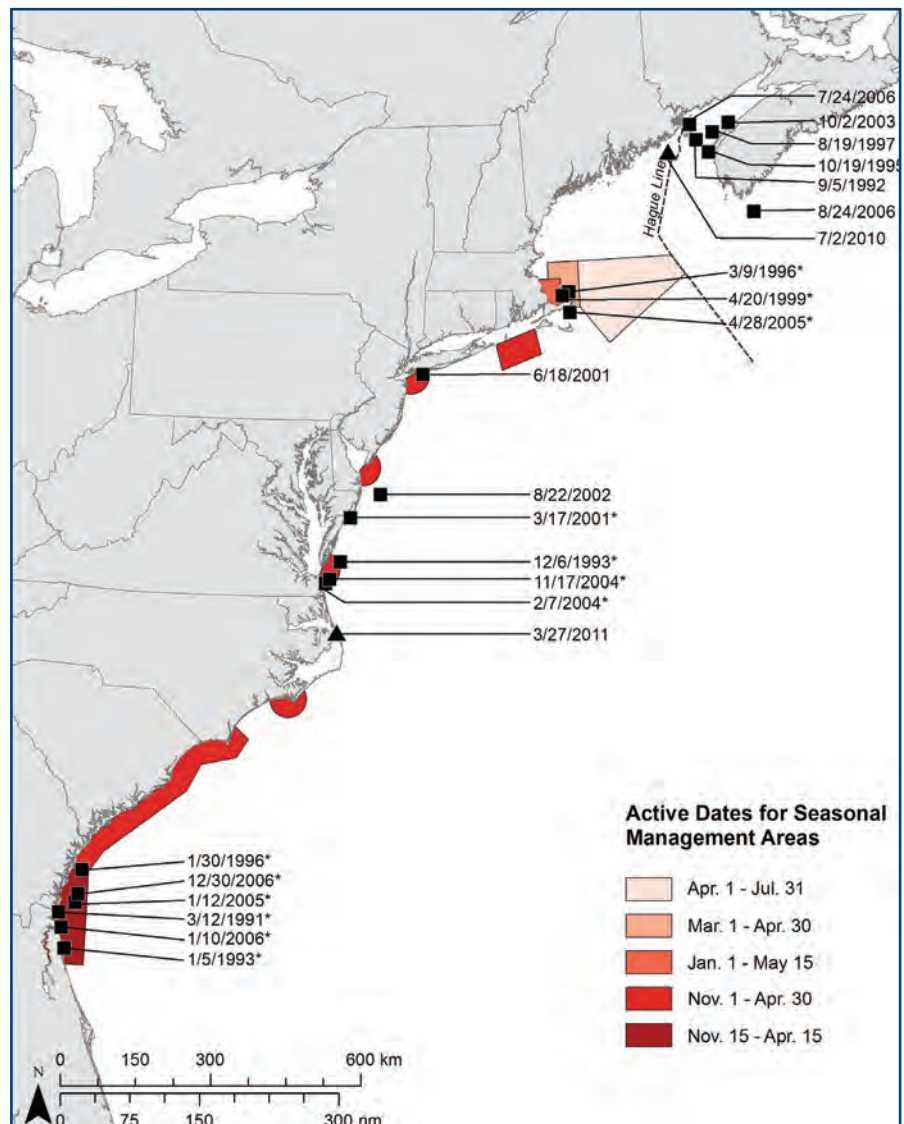 7/24/2006
10/2/2003
8/19/1997
10/19/1995
9/5/1992
Hague Line
8/24/2006
7/2/2010
3/9/1996*
4/20/1999*
4/28/2005*
6/18/2001
8/22/2002
3/17/2001*
12/6/1993*
11/17/2004*
2/7/2004*
3/27/2011
Active Dates for Seasonal
Management Areas
Apr. 1 - Jul. 31
Mar. 1 - Apr. 30
Jan. 1 - May 15
Nov. 1 - Apr. 30
Nov. 15 - Apr. 15
1/30/1996*
12/30/2006*
1/12/2005*
3/12/1991*
1/10/2006*
1/5/1993*
0 150 300 600 km
N
0 75 150 300 nm